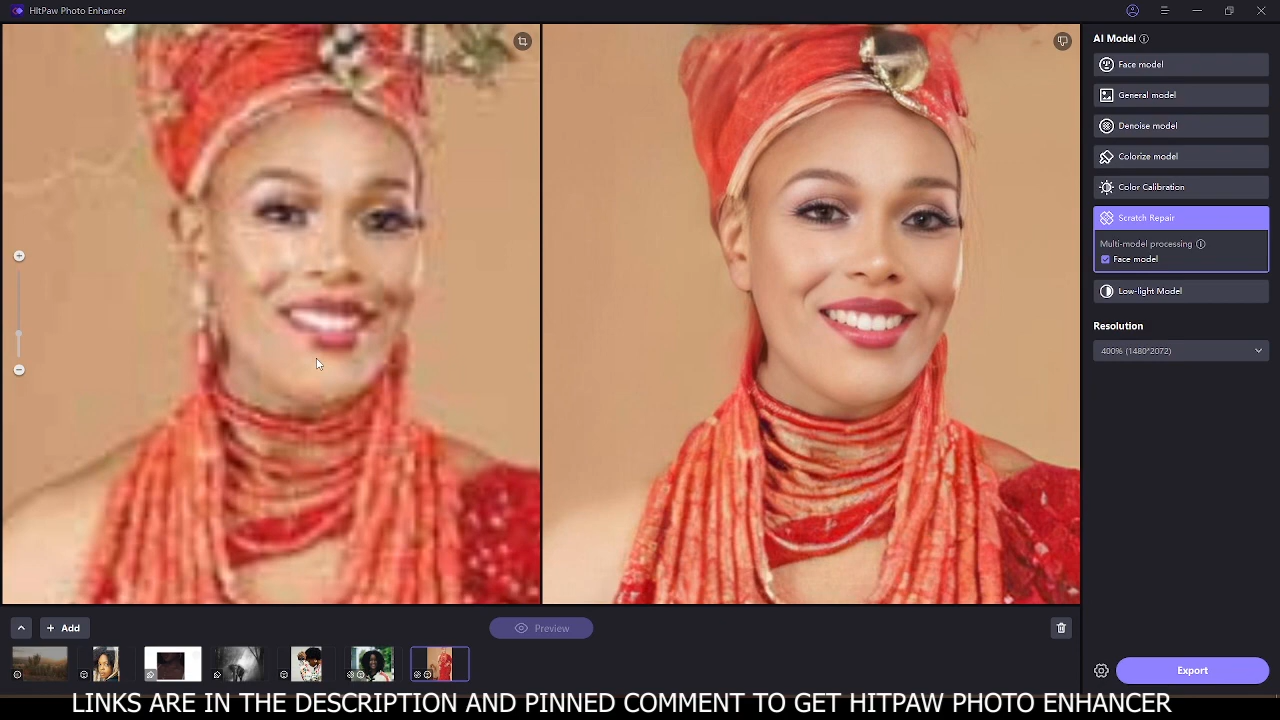 HitPaw Photo Enhancer
AI Model
Face model
General model
Denoise model
Colorize model
Color Calibration
Scratch Repair
Multi-model processing
Face model
Low-light Model
Resolution
400% (1480*2072)
+ Add
Preview
Export
LINKS ARE IN THE DESCRIPTION AND PINNED COMMENT TO GET HITPAW PHOTO ENHANCER